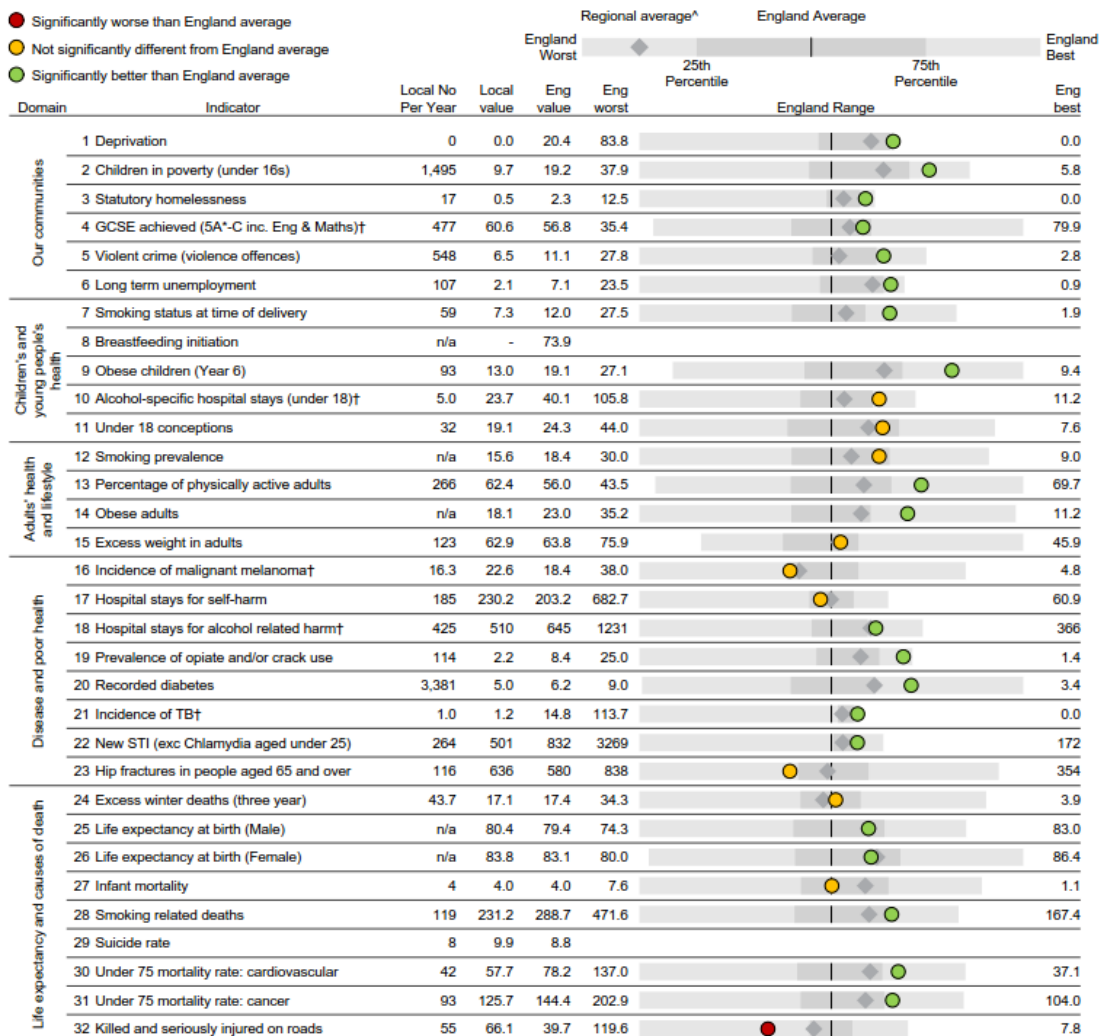 Significantly worse than England average
Not significantly different from England average
Significantly better than England average
Regional average^ England Average
England Worst England Best
25th Percentile 75th Percentile
Domain Indicator Local No Per Year Local value Eng value Eng worst England Range Eng best
Our communities
1 Deprivation 0 0.0 20.4 83.8 0.0
2 Children in poverty (under 16s) 1,495 9.7 19.2 37.9 5.8
3 Statutory homelessness 17 0.5 2.3 12.5 0.0
4 GCSE achieved (5A*-C inc. Eng & Maths)† 477 60.6 56.8 35.4 79.9
5 Violent crime (violence offences) 548 6.5 11.1 27.8 2.8
6 Long term unemployment 107 2.1 7.1 23.5 0.9
Children's and young people's health
7 Smoking status at time of delivery 59 7.3 12.0 27.5 1.9
8 Breastfeeding initiation n/a - 73.9
9 Obese children (Year 6) 93 13.0 19.1 27.1 9.4
10 Alcohol-specific hospital stays (under 18)† 5.0 23.7 40.1 105.8 11.2
11 Under 18 conceptions 32 19.1 24.3 44.0 7.6
Adults' health and lifestyle
12 Smoking prevalence n/a 15.6 18.4 30.0 9.0
13 Percentage of physically active adults 266 62.4 56.0 43.5 69.7
14 Obese adults n/a 18.1 23.0 35.2 11.2
15 Excess weight in adults 123 62.9 63.8 75.9 45.9
Disease and poor health
16 Incidence of malignant melanoma† 16.3 22.6 18.4 38.0 4.8
17 Hospital stays for self-harm 185 230.2 203.2 682.7 60.9
18 Hospital stays for alcohol related harm† 425 510 645 1231 366
19 Prevalence of opiate and/or crack use 114 2.2 8.4 25.0 1.4
20 Recorded diabetes 3,381 5.0 6.2 9.0 3.4
21 Incidence of TB† 1.0 1.2 14.8 113.7 0.0
22 New STI (exc Chlamydia aged under 25) 264 501 832 3269 172
23 Hip fractures in people aged 65 and over 116 636 580 838 354
Life expectancy and causes of death
24 Excess winter deaths (three year) 43.7 17.1 17.4 34.3 3.9
25 Life expectancy at birth (Male) n/a 80.4 79.4 74.3 83.0
26 Life expectancy at birth (Female) n/a 83.8 83.1 80.0 86.4
27 Infant mortality 4 4.0 4.0 7.6 1.1
28 Smoking related deaths 119 231.2 288.7 471.6 167.4
29 Suicide rate 8 9.9 8.8
30 Under 75 mortality rate: cardiovascular 42 57.7 78.2 137.0 37.1
31 Under 75 mortality rate: cancer 93 125.7 144.4 202.9 104.0
32 Killed and seriously injured on roads 55 66.1 39.7 119.6 7.8